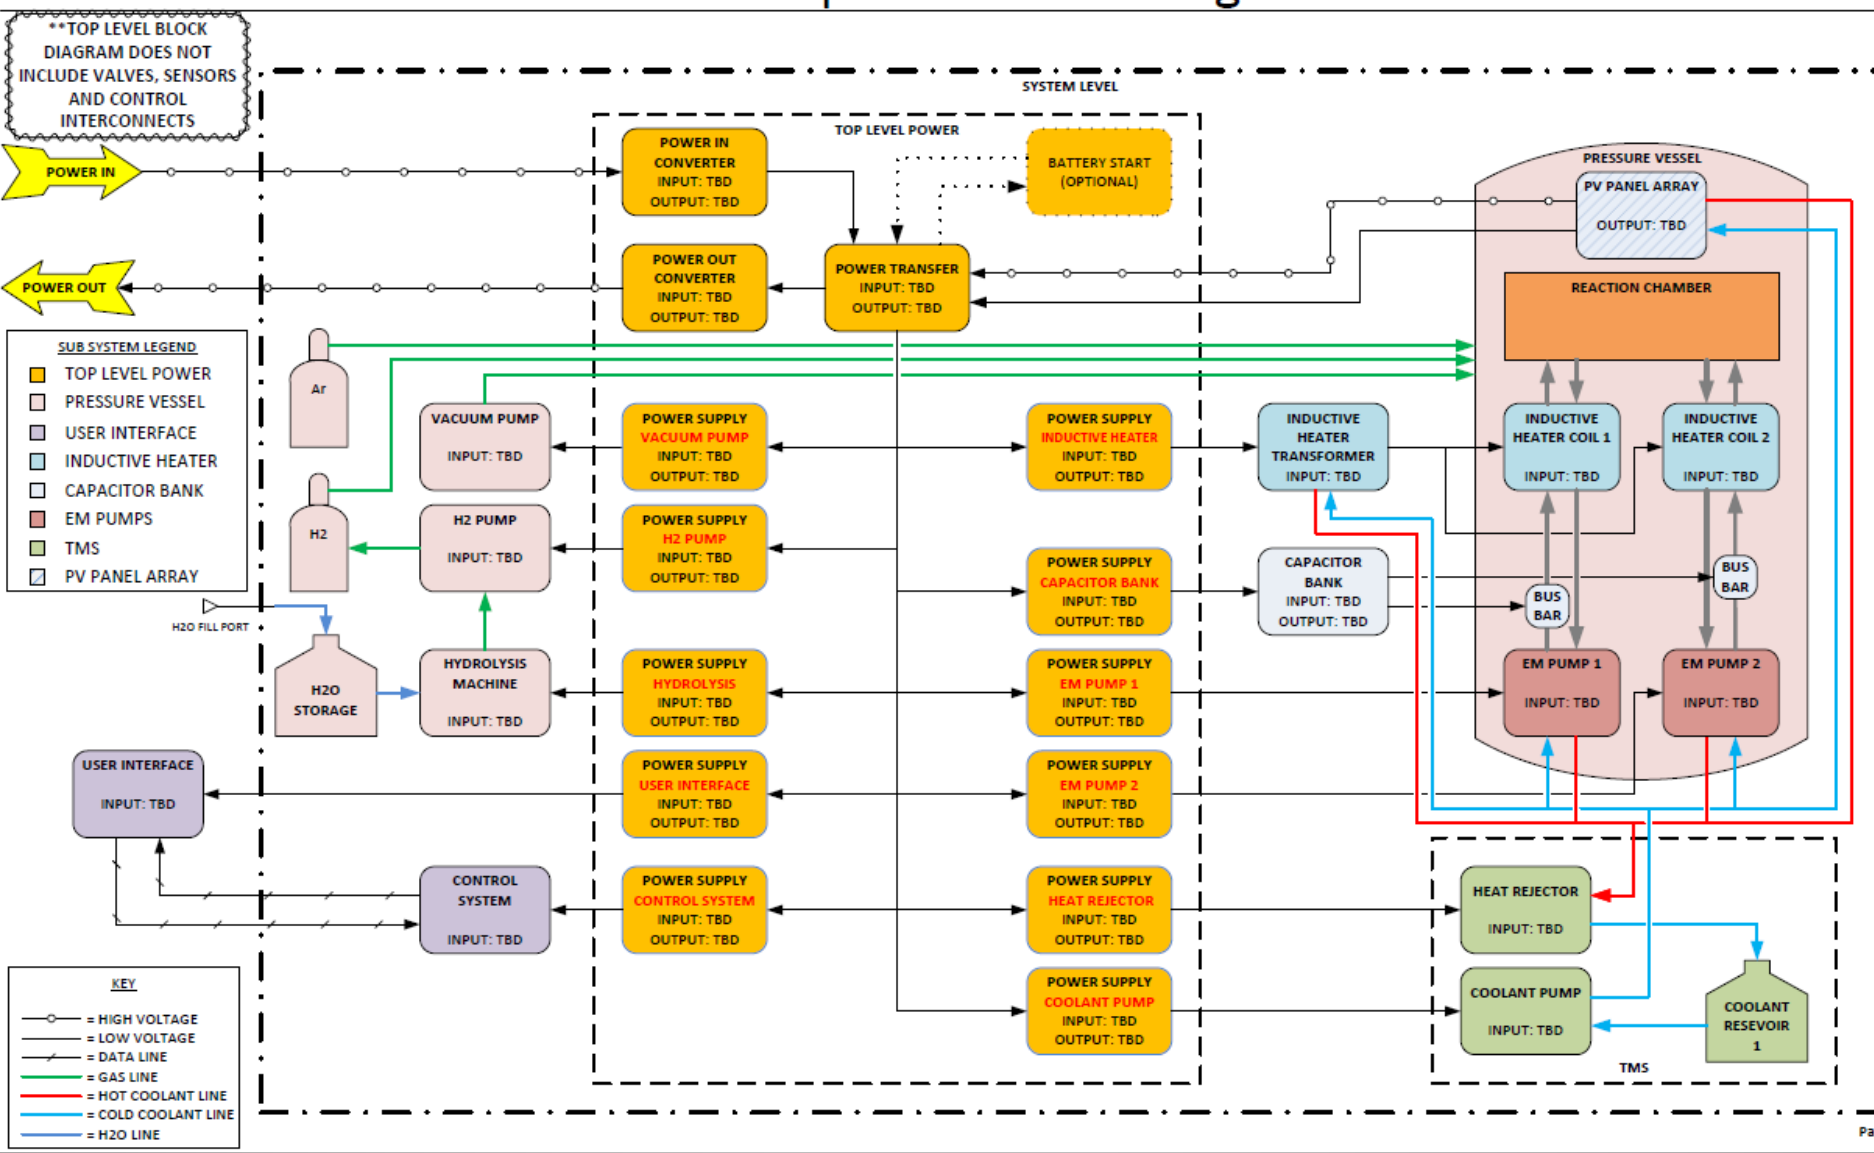 **TOP LEVEL BLOCK
DIAGRAM DOES NOT
INCLUDE VALVES, SENSORS
AND CONTROL
INTERCONNECTS
SYSTEM LEVEL
POWER IN
TOP LEVEL POWER
POWER IN
CONVERTER
INPUT: TBD
OUTPUT: TBD
BATTERY START
(OPTIONAL)
PRESSURE VESSEL
PV PANEL ARRAY
OUTPUT: TBD
POWER OUT
POWER OUT
CONVERTER
INPUT: TBD
OUTPUT: TBD
POWER TRANSFER
INPUT: TBD
OUTPUT: TBD
REACTION CHAMBER
SUB SYSTEM LEGEND
TOP LEVEL POWER
PRESSURE VESSEL
USER INTERFACE
INDUCTIVE HEATER
CAPACITOR BANK
EM PUMPS
TMS
PV PANEL ARRAY
Ar
VACUUM PUMP
INPUT: TBD
POWER SUPPLY
VACUUM PUMP
INPUT: TBD
OUTPUT: TBD
POWER SUPPLY
INDUCTIVE HEATER
INPUT: TBD
OUTPUT: TBD
INDUCTIVE
HEATER
TRANSFORMER
INPUT: TBD
INDUCTIVE
HEATER COIL 1
INPUT: TBD
INDUCTIVE
HEATER COIL 2
INPUT: TBD
H2
H2 PUMP
INPUT: TBD
POWER SUPPLY
H2 PUMP
INPUT: TBD
OUTPUT: TBD
POWER SUPPLY
CAPACITOR BANK
INPUT: TBD
OUTPUT: TBD
CAPACITOR
BANK
INPUT: TBD
OUTPUT: TBD
BUS
BAR
BUS
BAR
H2O FILL PORT
H2O
STORAGE
HYDROLYSIS
MACHINE
INPUT: TBD
POWER SUPPLY
HYDROLYSIS
INPUT: TBD
OUTPUT: TBD
POWER SUPPLY
EM PUMP 1
INPUT: TBD
OUTPUT: TBD
EM PUMP 1
INPUT: TBD
EM PUMP 2
INPUT: TBD
USER INTERFACE
INPUT: TBD
POWER SUPPLY
USER INTERFACE
INPUT: TBD
OUTPUT: TBD
POWER SUPPLY
EM PUMP 2
INPUT: TBD
OUTPUT: TBD
CONTROL
SYSTEM
INPUT: TBD
POWER SUPPLY
CONTROL SYSTEM
INPUT: TBD
OUTPUT: TBD
POWER SUPPLY
HEAT REJECTOR
INPUT: TBD
OUTPUT: TBD
HEAT REJECTOR
INPUT: TBD
POWER SUPPLY
COOLANT PUMP
INPUT: TBD
OUTPUT: TBD
COOLANT PUMP
INPUT: TBD
COOLANT
RESEVOIR
1
TMS
KEY
= HIGH VOLTAGE
= LOW VOLTAGE
= DATA LINE
= GAS LINE
= HOT COOLANT LINE
= COLD COOLANT LINE
= H2O LINE
Pa